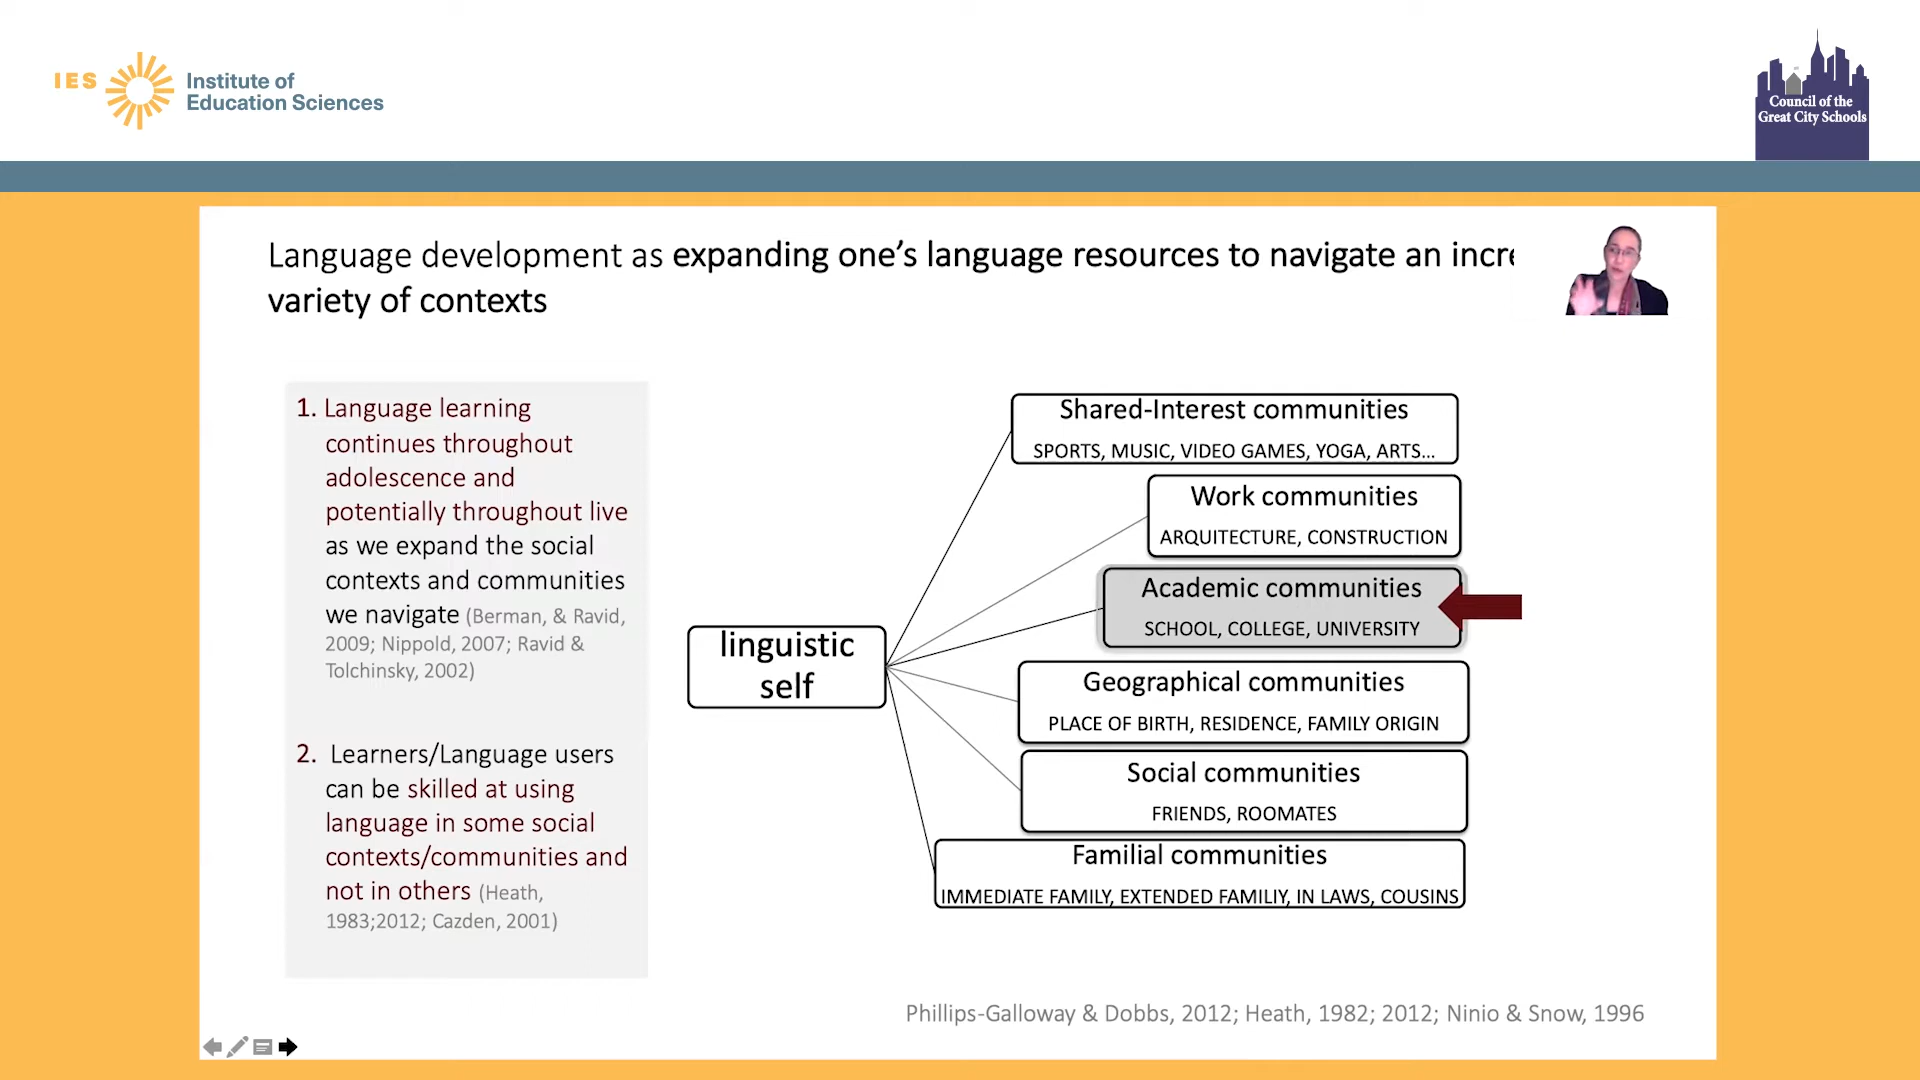 IES
Institute of
Education Sciences
Council of the
Great City Schools
Language development as expanding one's language resources to navigate an incre
variety of contexts
1. Language learning
continues throughout
adolescence and
potentially throughout live
as we expand the social
contexts and communities
we navigate (Berman, & Ravid,
2009; Nippold, 2007; Ravid &
Tolchinsky, 2002)
2. Learners/Language users
can be skilled at using
language in some social
contexts/communities and
not in others (Heath,
1983;2012; Cazden, 2001)
linguistic
self
Shared-Interest communities
SPORTS, MUSIC, VIDEO GAMES, YOGA, ARTS...
Work communities
ARQUITECTURE, CONSTRUCTION
Academic communities
SCHOOL, COLLEGE, UNIVERSITY
Geographical communities
PLACE OF BIRTH, RESIDENCE, FAMILY ORIGIN
Social communities
FRIENDS, ROOMATES
Familial communities
IMMEDIATE FAMILY, EXTENDED FAMILIY, IN LAWS, COUSINS
Phillips-Galloway & Dobbs, 2012; Heath, 1982; 2012; Ninio & Snow, 1996